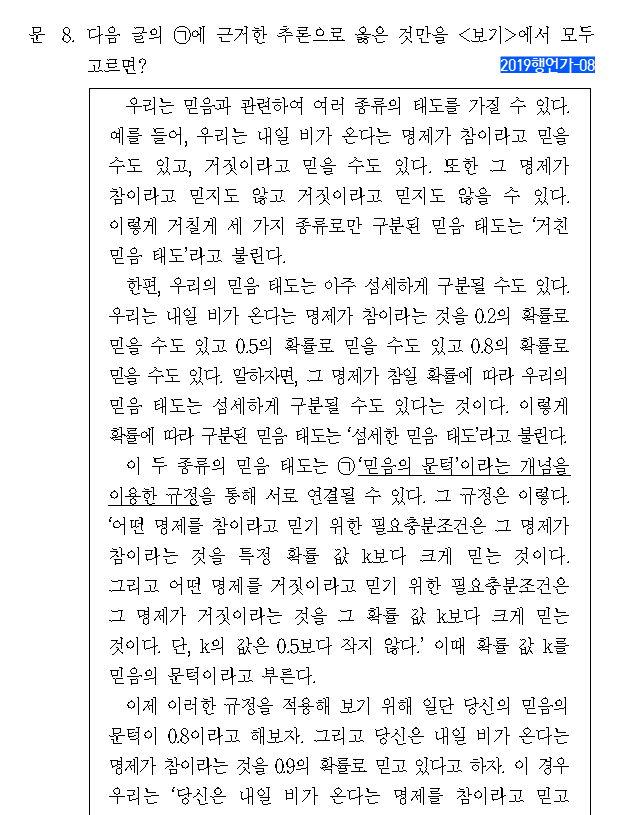 문 8. 다음 글의 ㉠에 근거한 추론으로 옳은 것만을 <보기>에서 모두
고르면?
2019행언가-08
우리는 믿음과 관련하여 여러 종류의 태도를 가질 수 있다.
예를 들어, 우리는 내일 비가 온다는 명제가 참이라고 믿을
수도 있고, 거짓이라고 믿을 수도 있다. 또한 그 명제가
참이라고 믿지도 않고 거짓이라고 믿지도 않을 수 있다.
이렇게 거칠게 세 가지 종류로만 구분된 믿음 태도는 ‘거친
믿음 태도’라고 불린다.
한편, 우리의 믿음 태도는 아주 섬세하게 구분될 수도 있다.
우리는 내일 비가 온다는 명제가 참이라는 것을 0.2의 확률로
믿을 수도 있고 0.5의 확률로 믿을 수도 있고 0.8의 확률로
믿을 수도 있다. 말하자면, 그 명제가 참일 확률에 따라 우리의
믿음 태도는 섬세하게 구분될 수도 있다는 것이다. 이렇게
확률에 따라 구분된 믿음 태도는 ‘섬세한 믿음 태도’라고 불린다.
이 두 종류의 믿음 태도는 ㉠‘믿음의 문턱’이라는 개념을
이용한 규정을 통해 서로 연결될 수 있다. 그 규정은 이렇다.
‘어떤 명제를 참이라고 믿기 위한 필요충분조건은 그 명제가
참이라는 것을 특정 확률 값 k보다 크게 믿는 것이다.
그리고 어떤 명제를 거짓이라고 믿기 위한 필요충분조건은
그 명제가 거짓이라는 것을 그 확률 값 k보다 크게 믿는
것이다. 단, k의 값은 0.5보다 작지 않다.’ 이때 확률 값 k를
믿음의 문턱이라고 부른다.
이제 이러한 규정을 적용해 보기 위해 일단 당신의 믿음의
문턱이 0.8이라고 해보자. 그리고 당신은 내일 비가 온다는
명제가 참이라는 것을 0.9의 확률로 믿고 있다고 하자. 이 경우
우리는 ‘당신은 내일 비가 온다는 명제를 참이라고 믿고